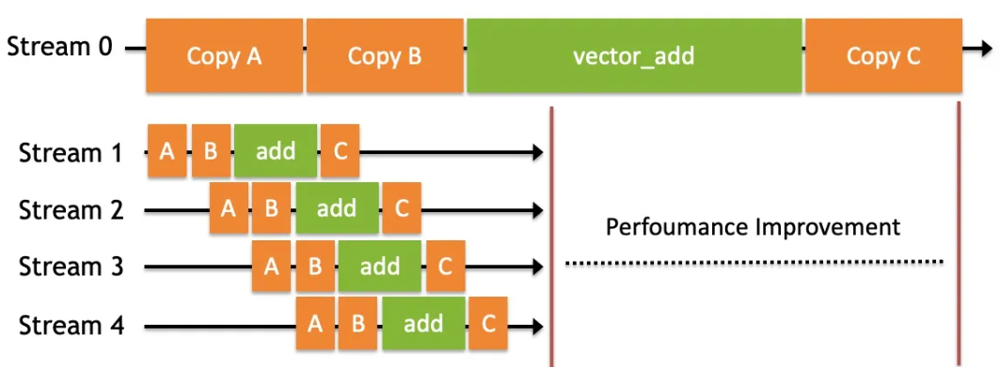 Stream 0 Copy A Copy B vector_add Copy C
Stream 1 A B add C
Stream 2 A B add C
Perfoumance Improvement
Stream 3 A B add C
Stream 4 A B add C